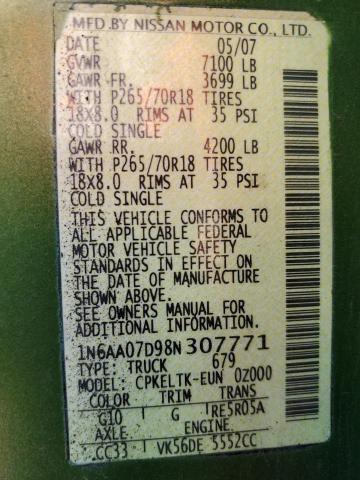 MFD BY NISSAN MOTOR CO., LTD.
DATE 05/07
GVWR 7100 LB
GAWR FR. 3699 LB
WITH P265/70R18 TIRES
18X8.0 RIMS AT 35 PSI
COLD SINGLE
GAWR RR. 4200 LB
WITH P265/70R18 TIRES
18X8.0 RIMS AT 35 PSI
COLD SINGLE
THIS VEHICLE CONFORMS TO
ALL APPLICABLE FEDERAL
MOTOR VEHICLE SAFETY
STANDARDS IN EFFECT ON
THE DATE OF MANUFACTURE
SHOWN ABOVE.
SEE OWNERS MANUAL FOR
ADDITIONAL INFORMATION.
1N6AA07D98N307771
TYPE: TRUCK 679
MODEL: CPKELTK-EUN 0Z000
COLOR TRIM TRANS
G10 G RE5R05A
AXLE. ENGINE.
CC33 VK56DE 5552CC